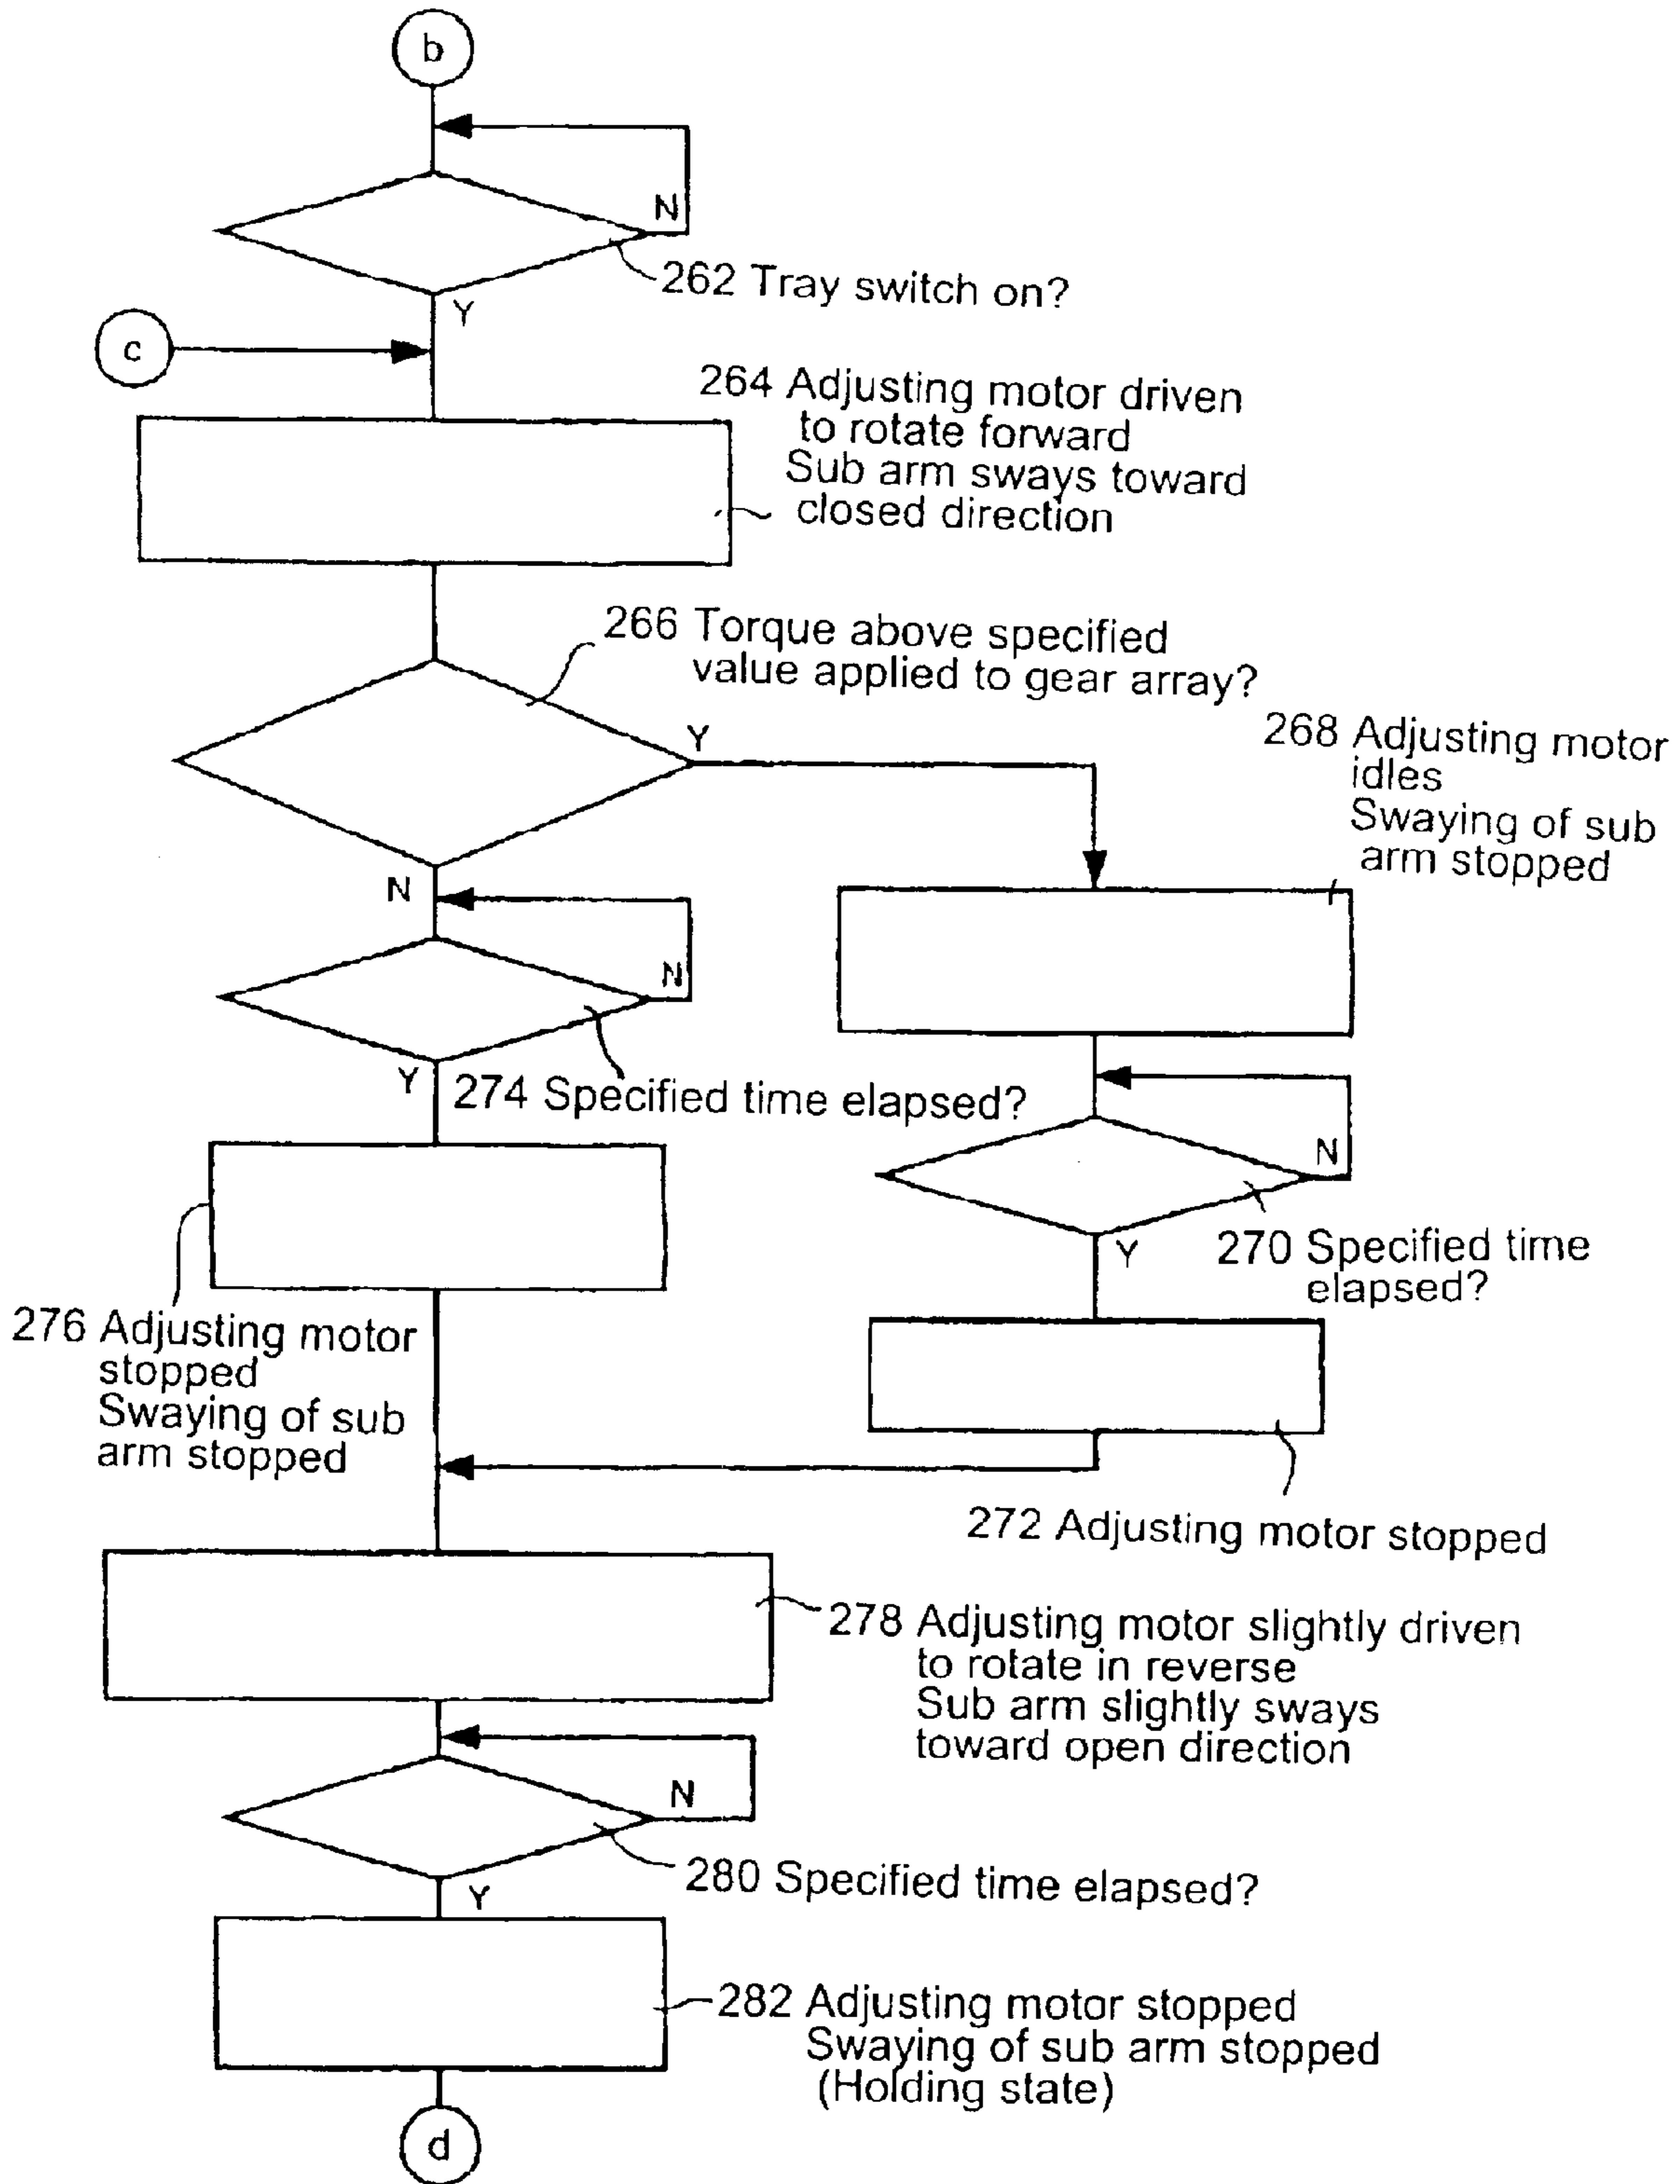 b
N
262 Tray switch on?
Y
c
264 Adjusting motor driven
to rotate forward
Sub arm sways toward
closed direction
266 Torque above specified
value applied to gear array?
Y
268 Adjusting motor
idles
Swaying of sub
arm stopped
N
N
Y
274 Specified time elapsed?
N
Y
270 Specified time
elapsed?
276 Adjusting motor
stopped
Swaying of sub
arm stopped
272 Adjusting motor stopped
278 Adjusting motor slightly driven
to rotate in reverse
Sub arm slightly sways
toward open direction
N
280 Specified time elapsed?
Y
282 Adjusting motor stopped
Swaying of sub arm stopped
(Holding state)
d